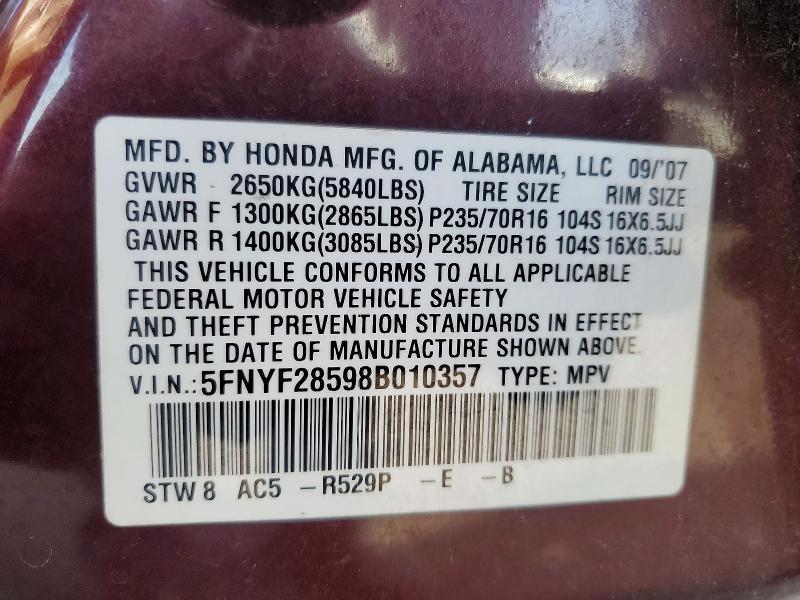 MFD. BY HONDA MFG. OF ALABAMA, LLC 09/'07
GVWR 2650KG(5840LBS) TIRE SIZE RIM SIZE
GAWR F 1300KG(2865LBS) P235/70R16 104S 16X6.5JJ
GAWR R 1400KG(3085LBS) P235/70R16 104S 16X6.5JJ
THIS VEHICLE CONFORMS TO ALL APPLICABLE
FEDERAL MOTOR VEHICLE SAFETY
AND THEFT PREVENTION STANDARDS IN EFFECT
ON THE DATE OF MANUFACTURE SHOWN ABOVE.
V.I.N.: 5FNYF28598B010357 TYPE: MPV
STW 8 AC5 -R529P -E -B